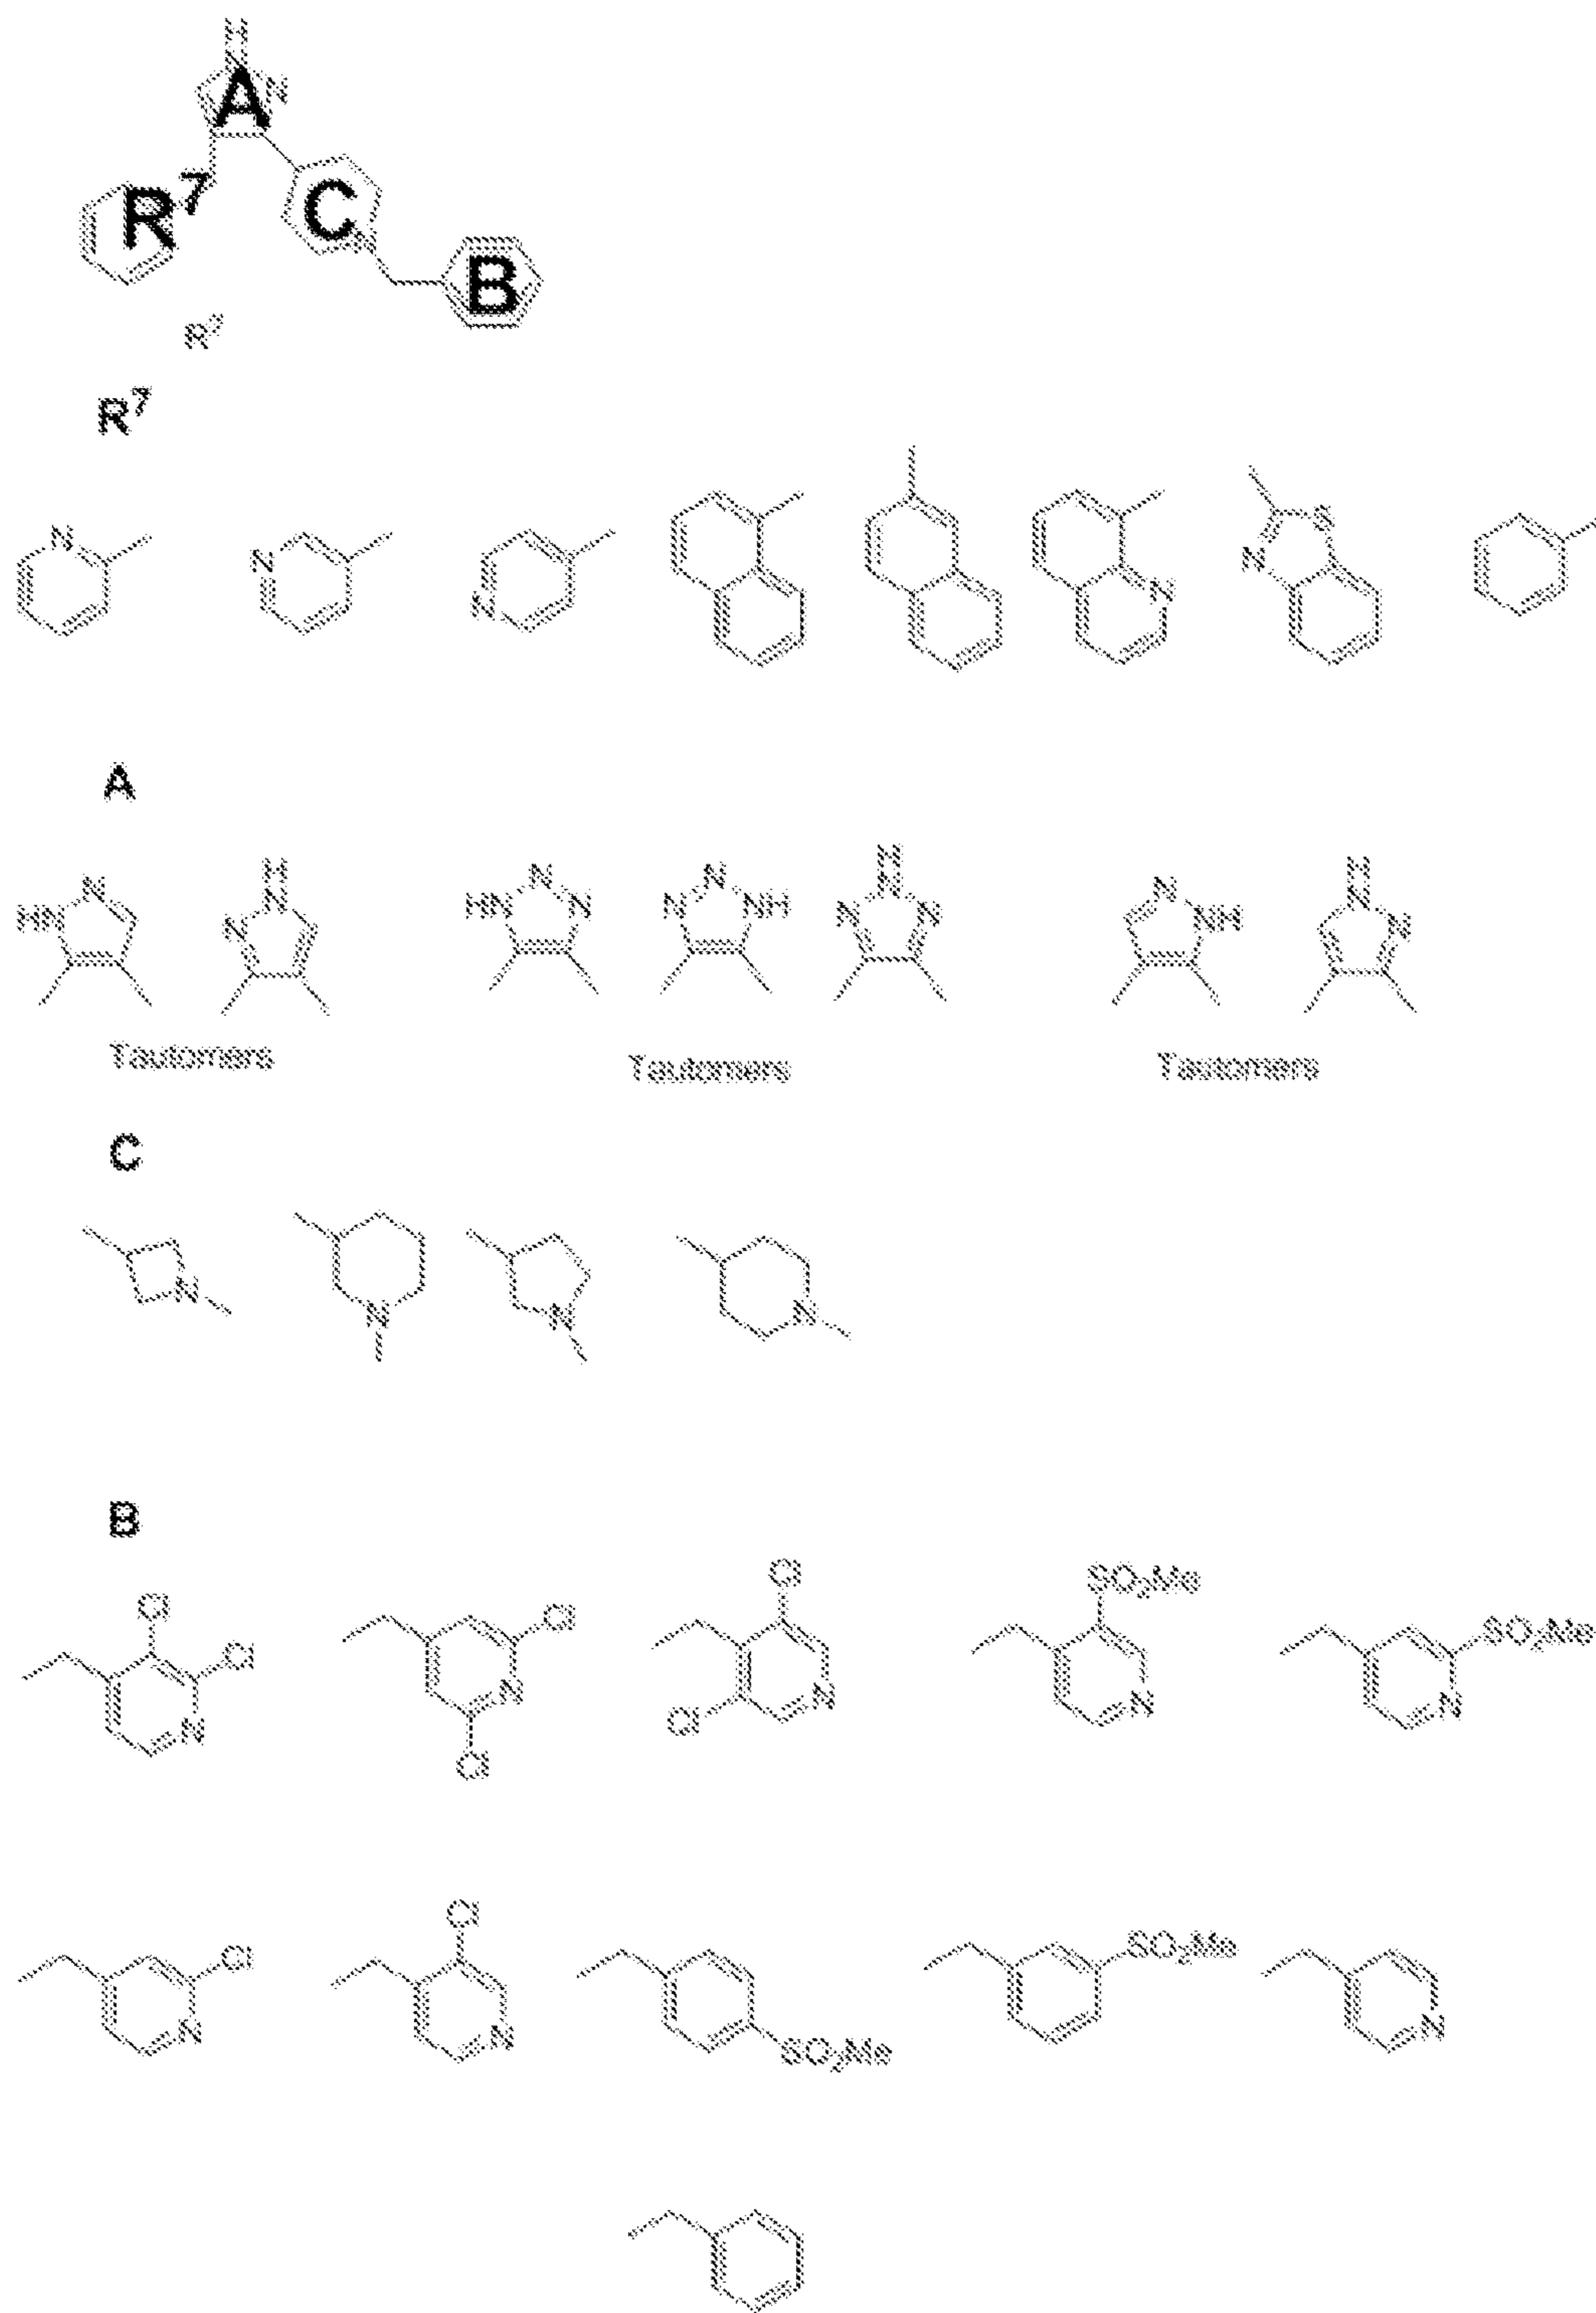 H
A N
R7 C
N
B
R7
R7
N N N N S N
A
N HN H N N N HN N N N N NH H N N N N NH H N N
Tautomers Tautomers Tautomers
C
N N N N
B
Cl Cl N Cl N Cl Cl Cl N SO2Me N SO2Me N
Cl N Cl N SO2Me SO2Me N